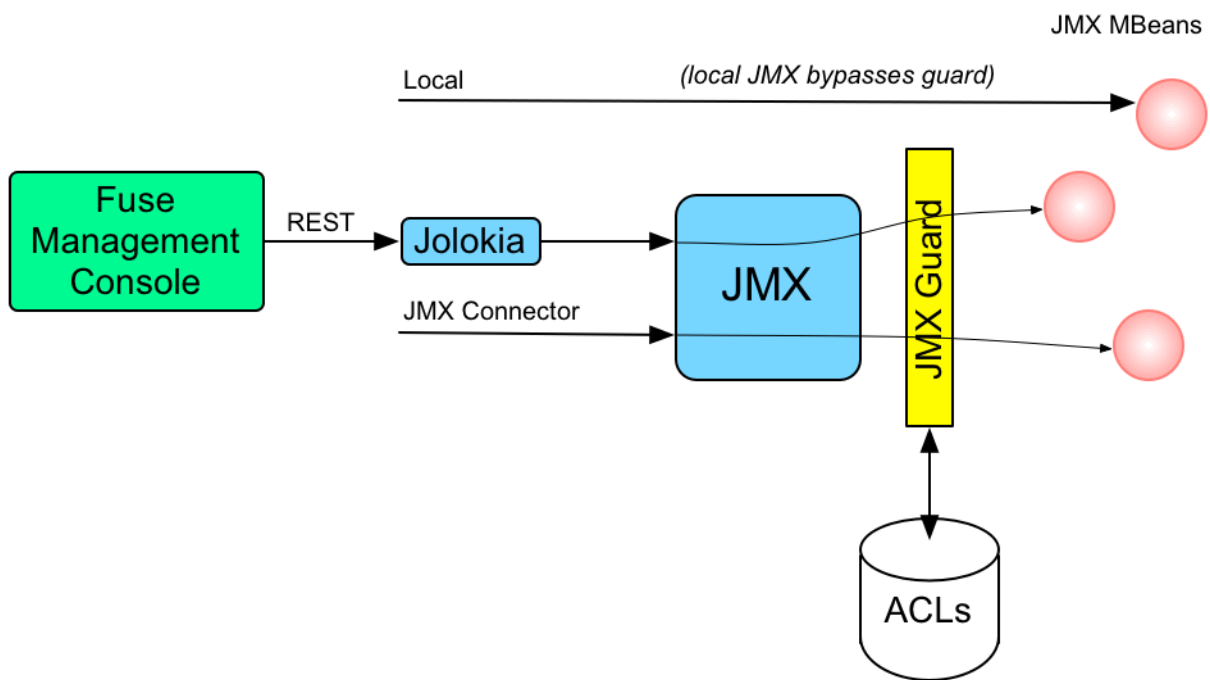 JMX MBeans
Local
(local JMX bypasses guard)
Fuse
Management
Console
REST
Jolokia
JMX Connector
JMX
JMX Guard
ACLs